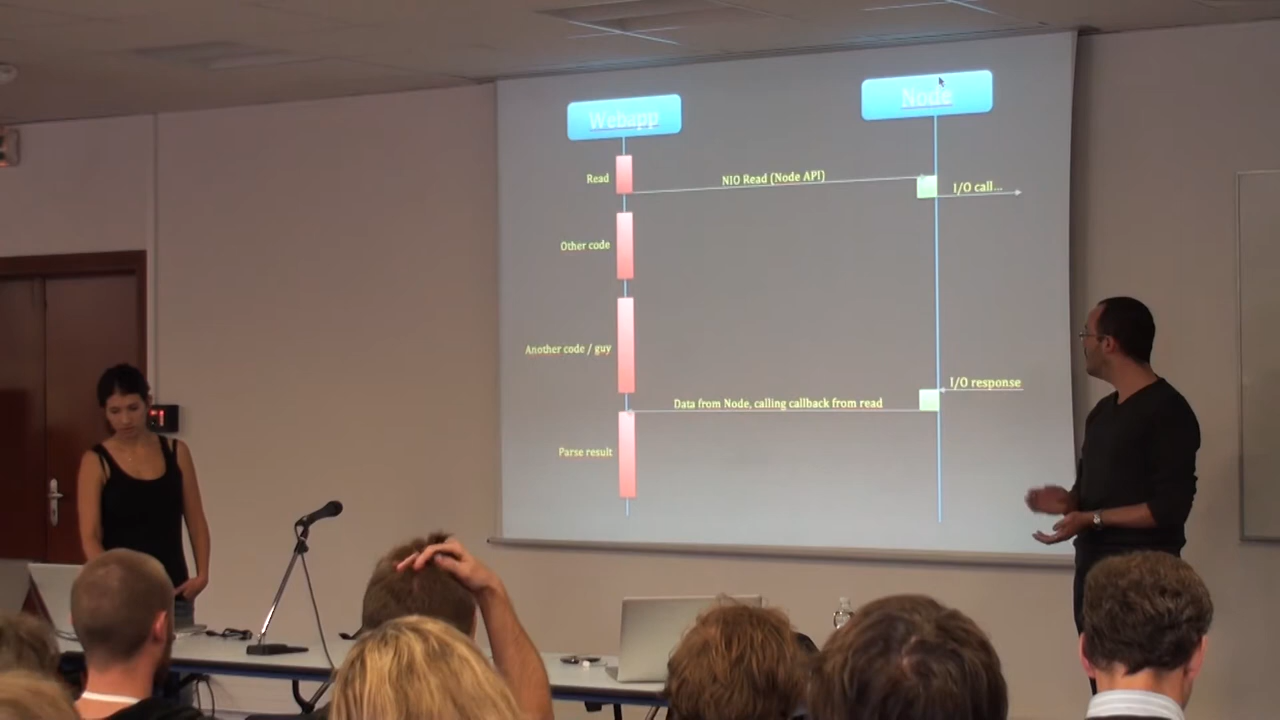 Webapp
Node
Read
NIO Read (Node API)
I/O call...
Other code
Another code / guy
I/O response
Data from Node, calling callback from read
Parse result